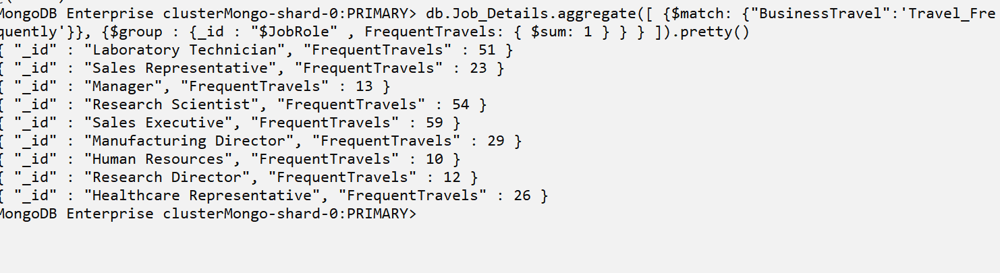 MongoDB Enterprise clusterMongo-shard-0:PRIMARY> db.Job_Details.aggregate([ {$match: {"BusinessTravel":'Travel_Fre
quently'}}, {$group : {_id : "$JobRole" , FrequentTravels: { $sum: 1 } } } ]).pretty()
{ "_id" : "Laboratory Technician", "FrequentTravels" : 51 }
{ "_id" : "Sales Representative", "FrequentTravels" : 23 }
{ "_id" : "Manager", "FrequentTravels" : 13 }
{ "_id" : "Research Scientist", "FrequentTravels" : 54 }
{ "_id" : "Sales Executive", "FrequentTravels" : 59 }
{ "_id" : "Manufacturing Director", "FrequentTravels" : 29 }
{ "_id" : "Human Resources", "FrequentTravels" : 10 }
{ "_id" : "Research Director", "FrequentTravels" : 12 }
{ "_id" : "Healthcare Representative", "FrequentTravels" : 26 }
MongoDB Enterprise clusterMongo-shard-0:PRIMARY>